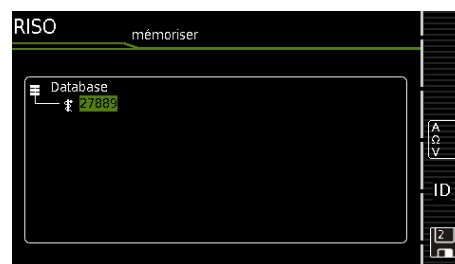 RISO
mémoriser
Database
27889
A
Ω
V
ID
2